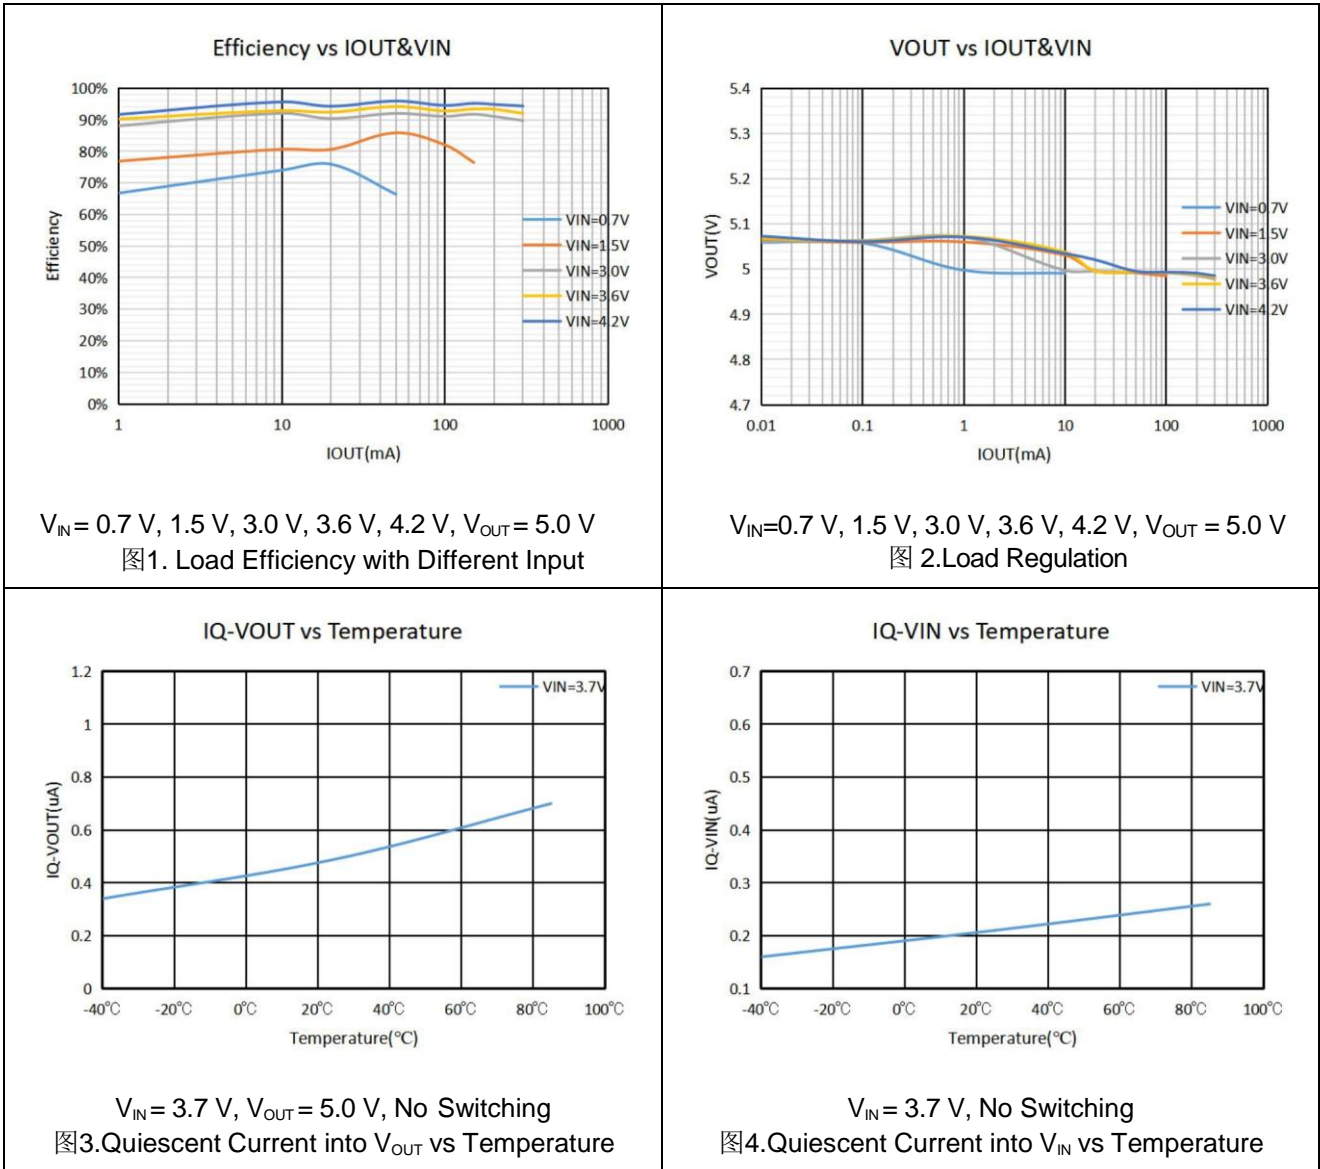 Efficiency vs IOUT&VIN
100%
90%
80%
70%
60%
50%
40%
30%
20%
10%
0%
Efficiency
1
10
100
1000
IOUT(mA)
VIN=0.7V
VIN=1.5V
VIN=3.0V
VIN=3.6V
VIN=4.2V
VIN = 0.7 V, 1.5 V, 3.0 V, 3.6 V, 4.2 V, VOUT = 5.0 V
图1. Load Efficiency with Different Input
VOUT vs IOUT&VIN
5.4
5.3
5.2
5.1
5
4.9
4.8
4.7
VOUT(V)
0.01
0.1
1
10
100
1000
IOUT(mA)
VIN=0.7V
VIN=1.5V
VIN=3.0V
VIN=3.6V
VIN=4.2V
VIN=0.7 V, 1.5 V, 3.0 V, 3.6 V, 4.2 V, VOUT = 5.0 V
图 2.Load Regulation
IQ-VOUT vs Temperature
1.2
1
0.8
0.6
0.4
0.2
0
IQ-VOUT(uA)
VIN=3.7V
-40℃
-20℃
0℃
20℃
40℃
60℃
80℃
100℃
Temperature(℃)
VIN = 3.7 V, VOUT = 5.0 V, No Switching
图3.Quiescent Current into VOUT vs Temperature
IQ-VIN vs Temperature
0.7
0.6
0.5
0.4
0.3
0.2
0.1
IQ-VIN(uA)
VIN=3.7V
-40℃
-20℃
0℃
20℃
40℃
60℃
80℃
100℃
Temperature(℃)
VIN = 3.7 V, No Switching
图4.Quiescent Current into VIN vs Temperature